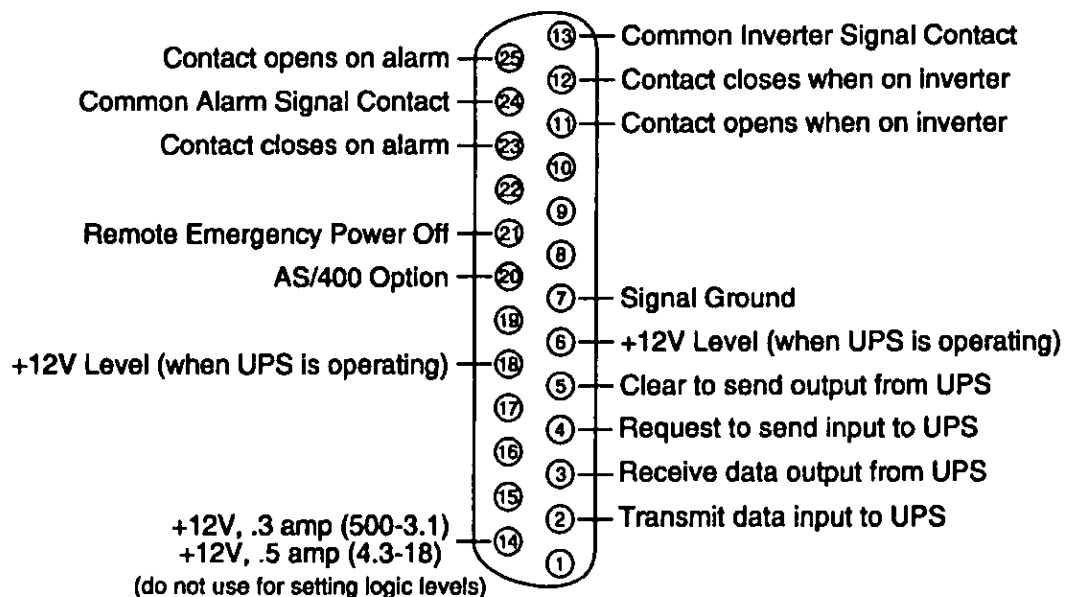 13 Common Inverter Signal Contact
Contact opens on alarm 25
12 Contact closes when on inverter
Common Alarm Signal Contact 24
11 Contact opens when on inverter
Contact closes on alarm 23
10
22
9
Remote Emergency Power Off 21
8
AS/400 Option 20
7 Signal Ground
19
6 +12V Level (when UPS is operating)
+12V Level (when UPS is operating) 18
5 Clear to send output from UPS
17
4 Request to send input to UPS
16
3 Receive data output from UPS
15
2 Transmit data input to UPS
+12V, .3 amp (500-3.1)
14
+12V, .5 amp (4.3-18)
1
(do not use for setting logic levels)